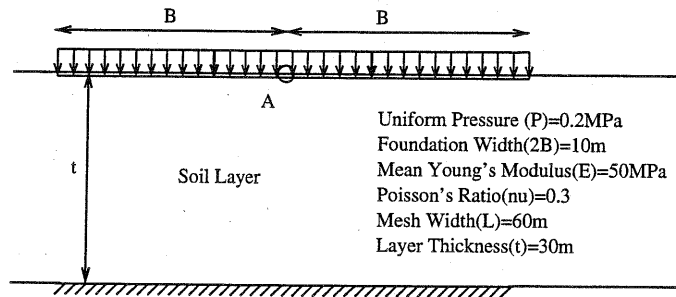 B
B
A
t
Soil Layer
Uniform Pressure (P)=0.2MPa
Foundation Width(2B)=10m
Mean Young's Modulus(E)=50MPa
Poisson's Ratio(nu)=0.3
Mesh Width(L)=60m
Layer Thickness(t)=30m